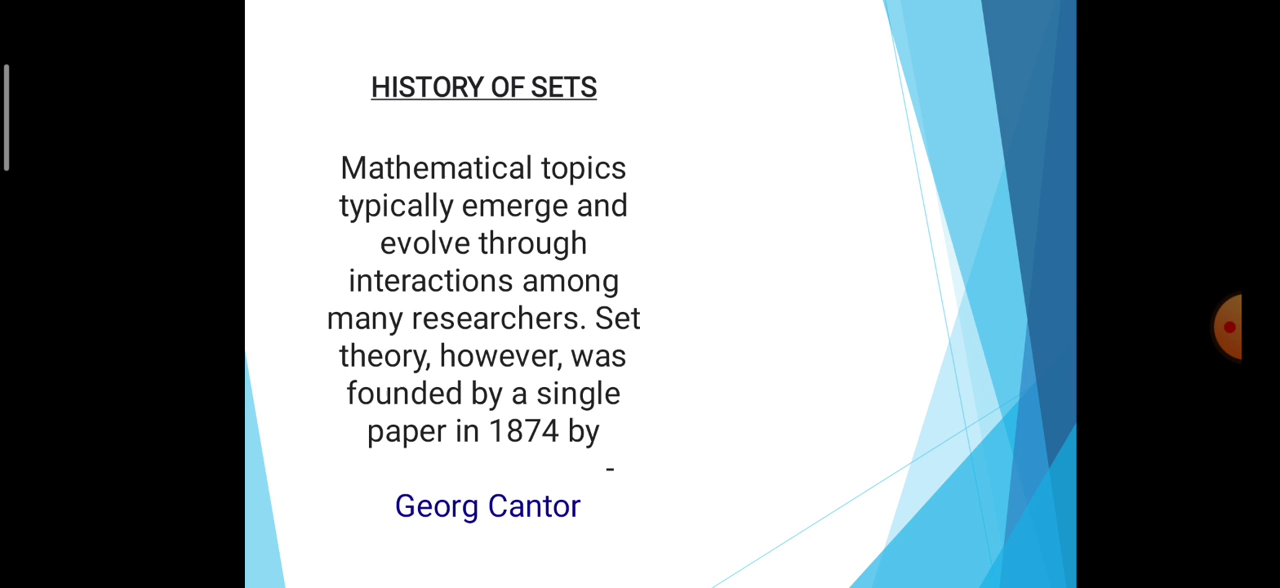 HISTORY OF SETS
Mathematical topics
typically emerge and
evolve through
interactions among
many researchers. Set
theory, however, was
founded by a single
paper in 1874 by
-
Georg Cantor